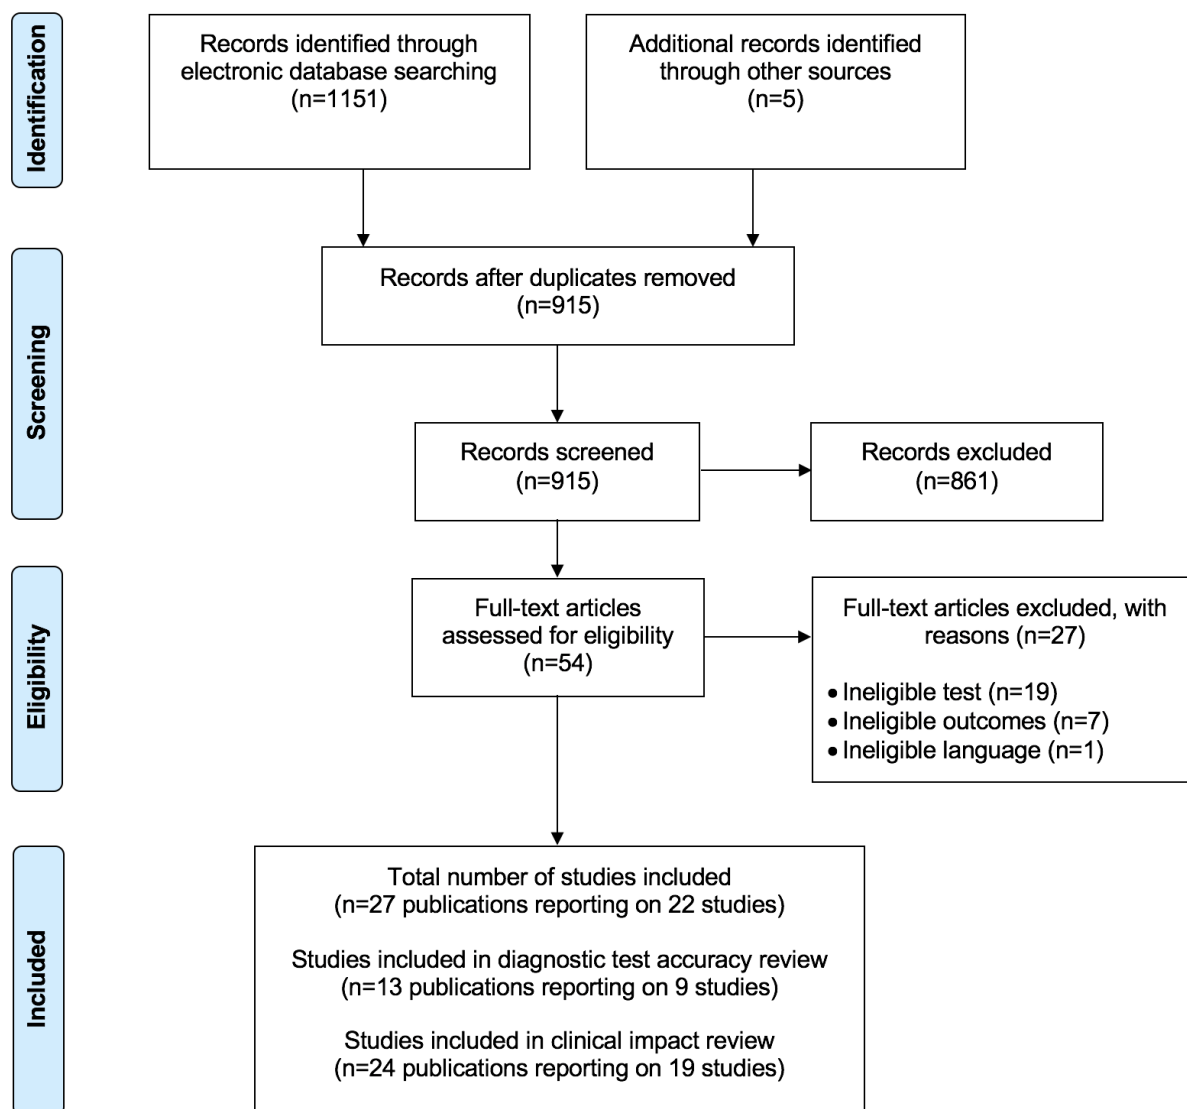 Identification
Records identified through
electronic database searching
(n=1151)
Additional records identified
through other sources
(n=5)
Screening
Records after duplicates removed
(n=915)
Records screened
(n=915)
Records excluded
(n=861)
Eligibility
Full-text articles
assessed for eligibility
(n=54)
Full-text articles excluded, with
reasons (n=27)
• Ineligible test (n=19)
• Ineligible outcomes (n=7)
• Ineligible language (n=1)
Included
Total number of studies included
(n=27 publications reporting on 22 studies)
Studies included in diagnostic test accuracy review
(n=13 publications reporting on 9 studies)
Studies included in clinical impact review
(n=24 publications reporting on 19 studies)